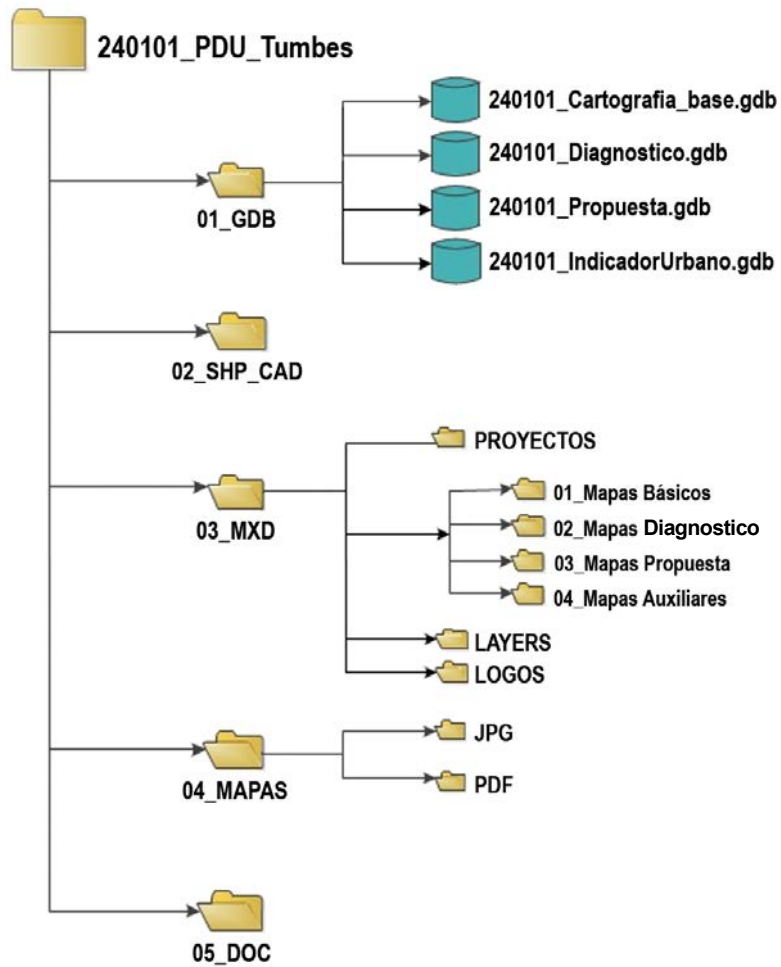 240101_PDU_Tumbes
240101_Cartografia_base.gdb
240101_Diagnostico.gdb
01_GDB
240101_Propuesta.gdb
240101_IndicadorUrbano.gdb
02_SHP_CAD
PROYECTOS
01_Mapas Básicos
03_MXD
02_Mapas Diagnostico
03_Mapas Propuesta
04_Mapas Auxiliares
LAYERS
LOGOS
JPG
04_MAPAS
PDF
05_DOC